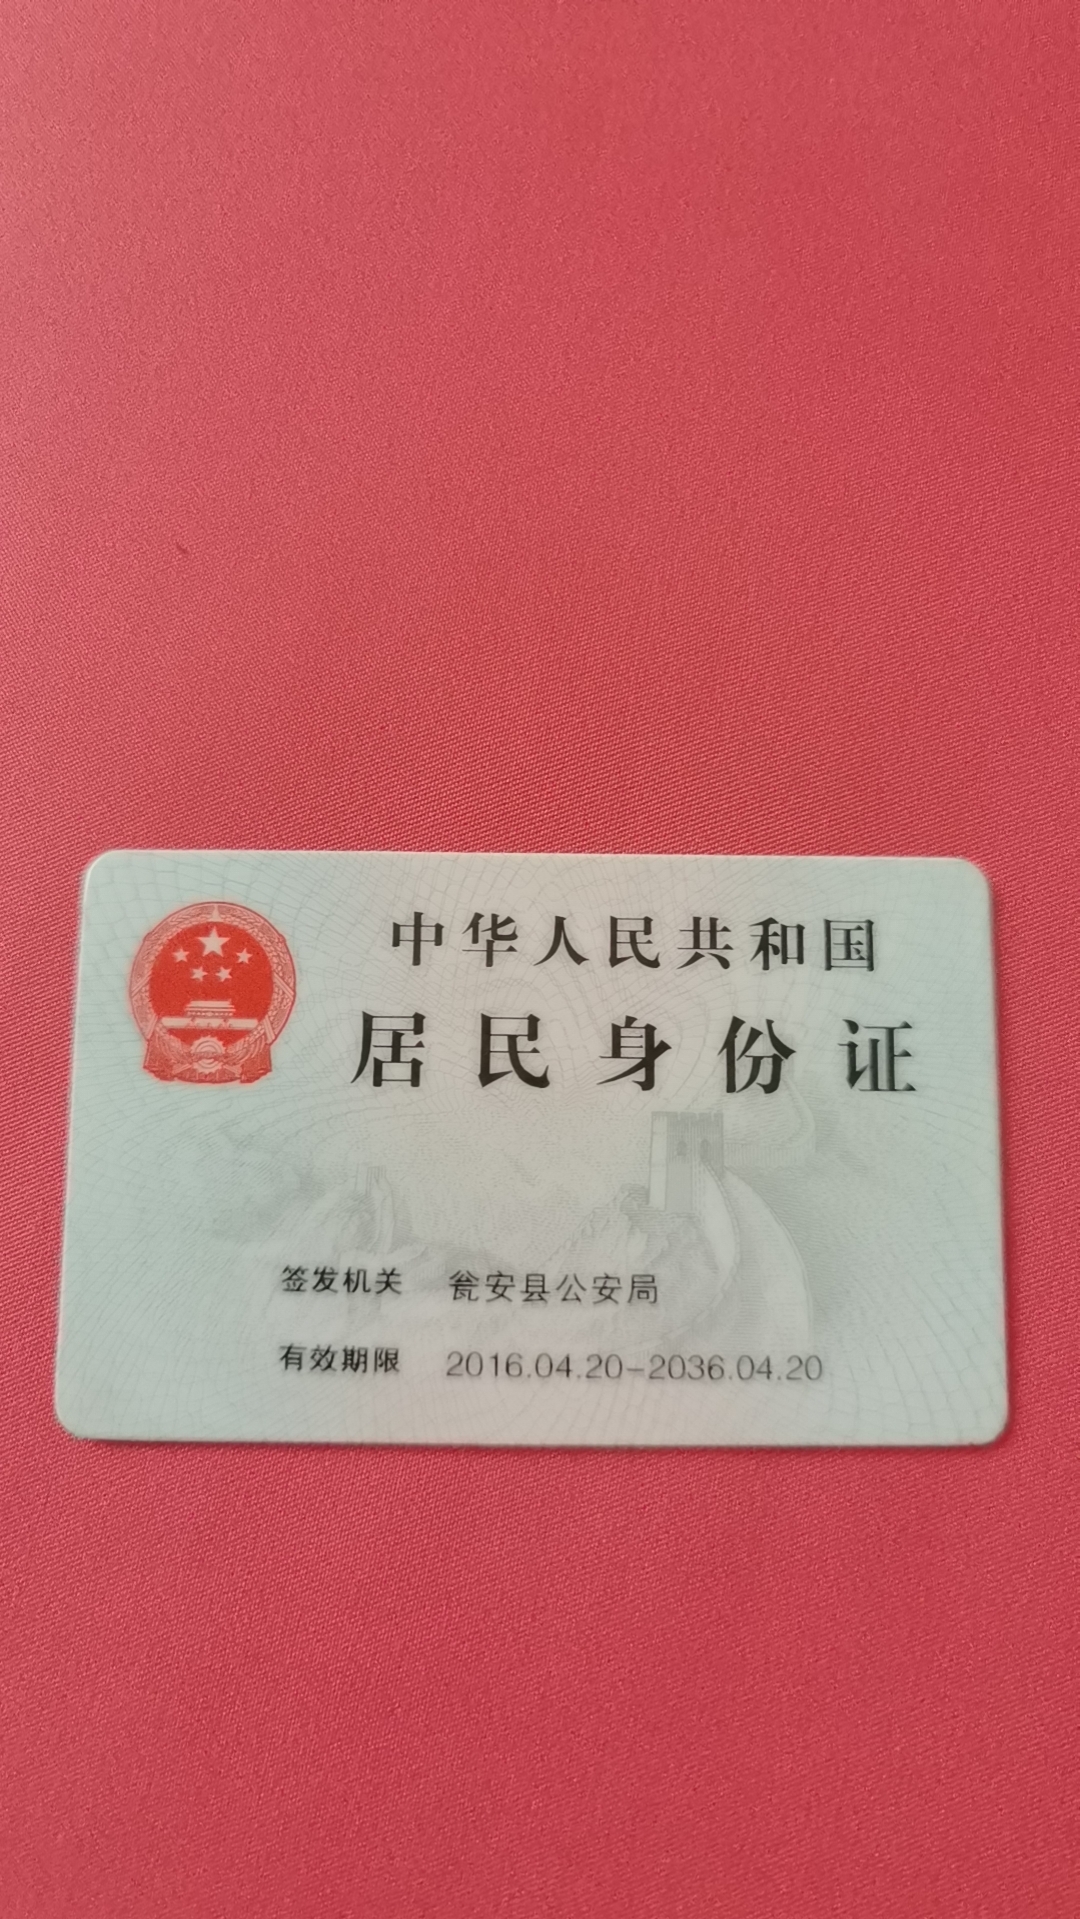 中华人民共和国
居民身份证
签发机关 瓮安县公安局
有效期限 2016.04.20-2036.04.20